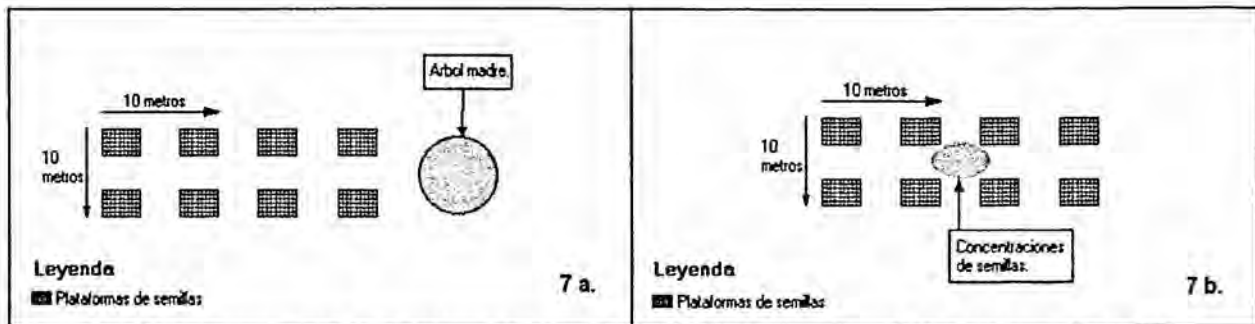 Arbol madre.
10 metros
10
metros
Leyenda
Plataformas de semillas
7 a.
10 metros
10
metros
Concentraciones
de semillas.
Leyenda
Plataformas de semillas
7 b.